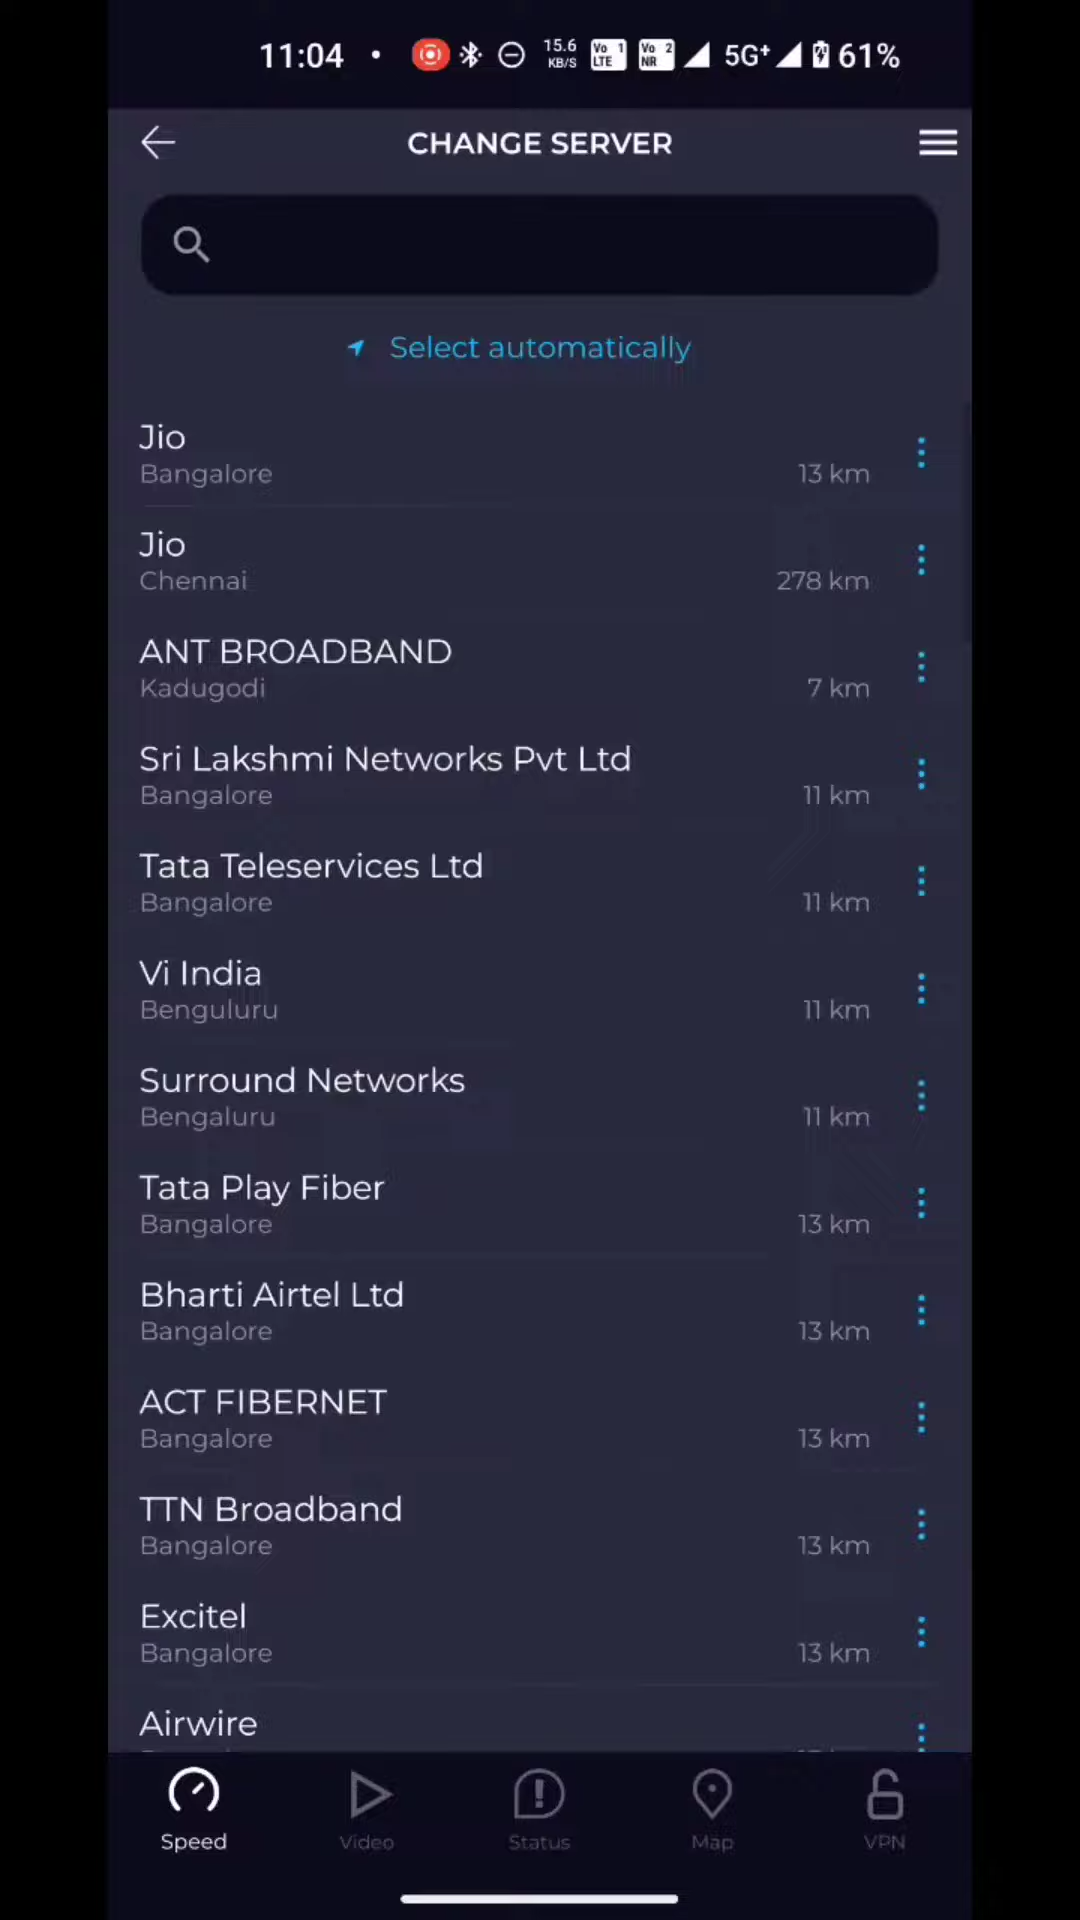 11:04 • 15.6 KB/S Vo 1 LTE Vo 2 NR 5G+ 61%
CHANGE SERVER
Select automatically
Jio
Bangalore 13 km
Jio
Chennai 278 km
ANT BROADBAND
Kadugodi 7 km
Sri Lakshmi Networks Pvt Ltd
Bangalore 11 km
Tata Teleservices Ltd
Bangalore 11 km
Vi India
Benguluru 11 km
Surround Networks
Bengaluru 11 km
Tata Play Fiber
Bangalore 13 km
Bharti Airtel Ltd
Bangalore 13 km
ACT FIBERNET
Bangalore 13 km
TTN Broadband
Bangalore 13 km
Excitel
Bangalore 13 km
Airwire
Speed Video Status Map VPN